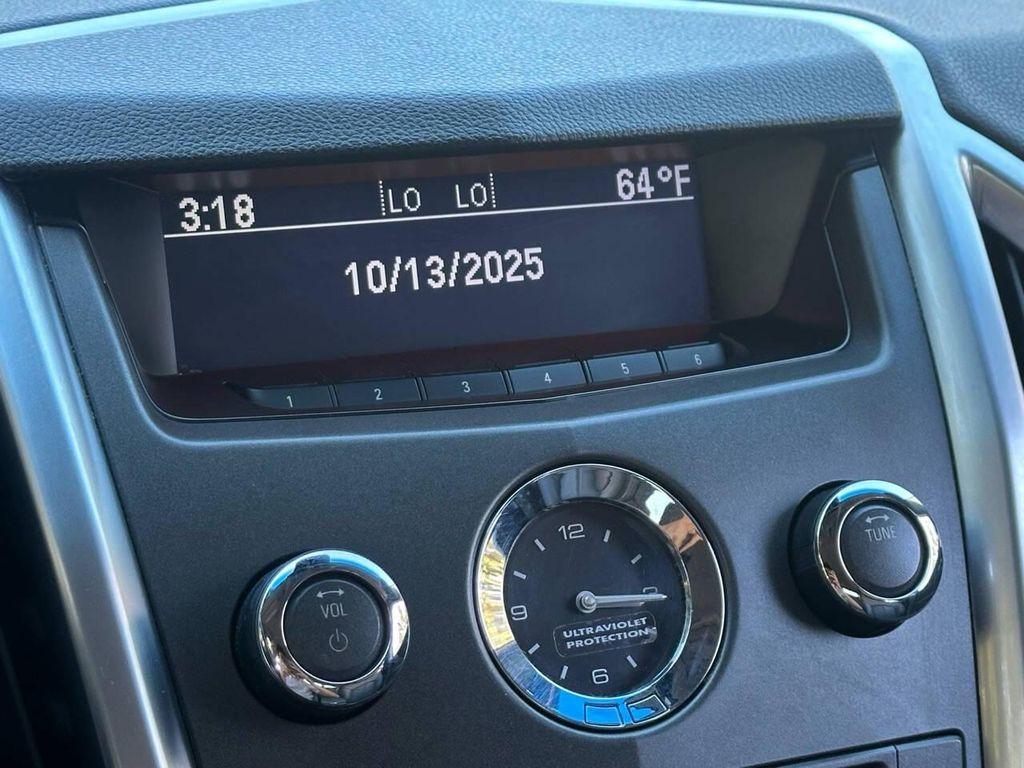 3:18 LO LO 64°F
10/13/2025
1 2 3 4 5 6
12
9
6
ULTRAVIOLET
PROTECTION
VOL
TUNE